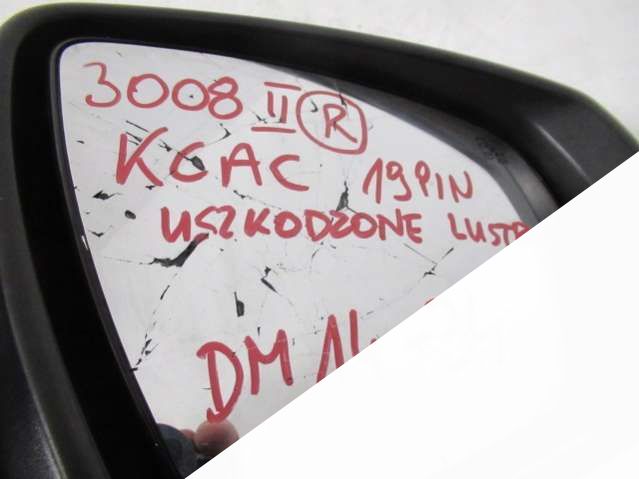 3008 II R
KCAC 19PIN
USZKODZONE
DM